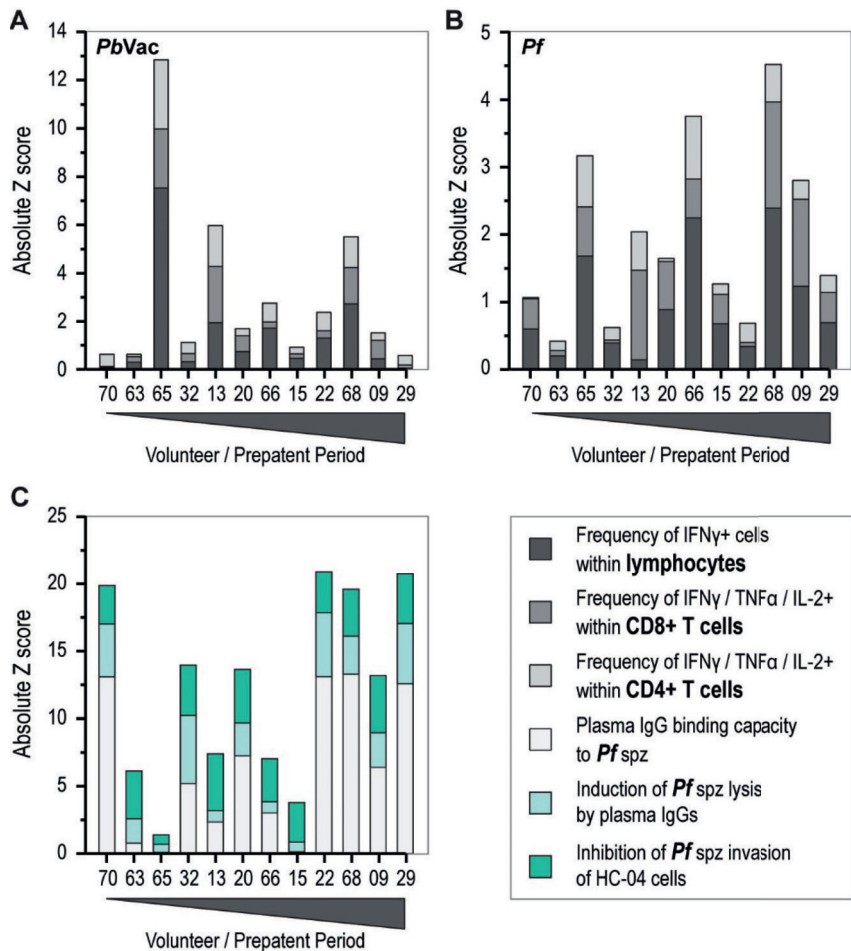 A
PbVac
Absolute Z score
14
12
10
8
6
4
2
0
70 63 65 32 13 20 66 15 22 68 09 29
Volunteer / Prepatent Period
B
Pf
Absolute Z score
5
4
3
2
1
0
70 63 65 32 13 20 66 15 22 68 09 29
Volunteer / Prepatent Period
C
Absolute Z score
25
20
15
10
5
0
70 63 65 32 13 20 66 15 22 68 09 29
Volunteer / Prepatent Period
Frequency of IFNγ+ cells
within lymphocytes
Frequency of IFNγ / TNFα / IL-2+
within CD8+ T cells
Frequency of IFNγ / TNFα / IL-2+
within CD4+ T cells
Plasma IgG binding capacity
to Pf spz
Induction of Pf spz lysis
by plasma IgGs
Inhibition of Pf spz invasion
of HC-04 cells